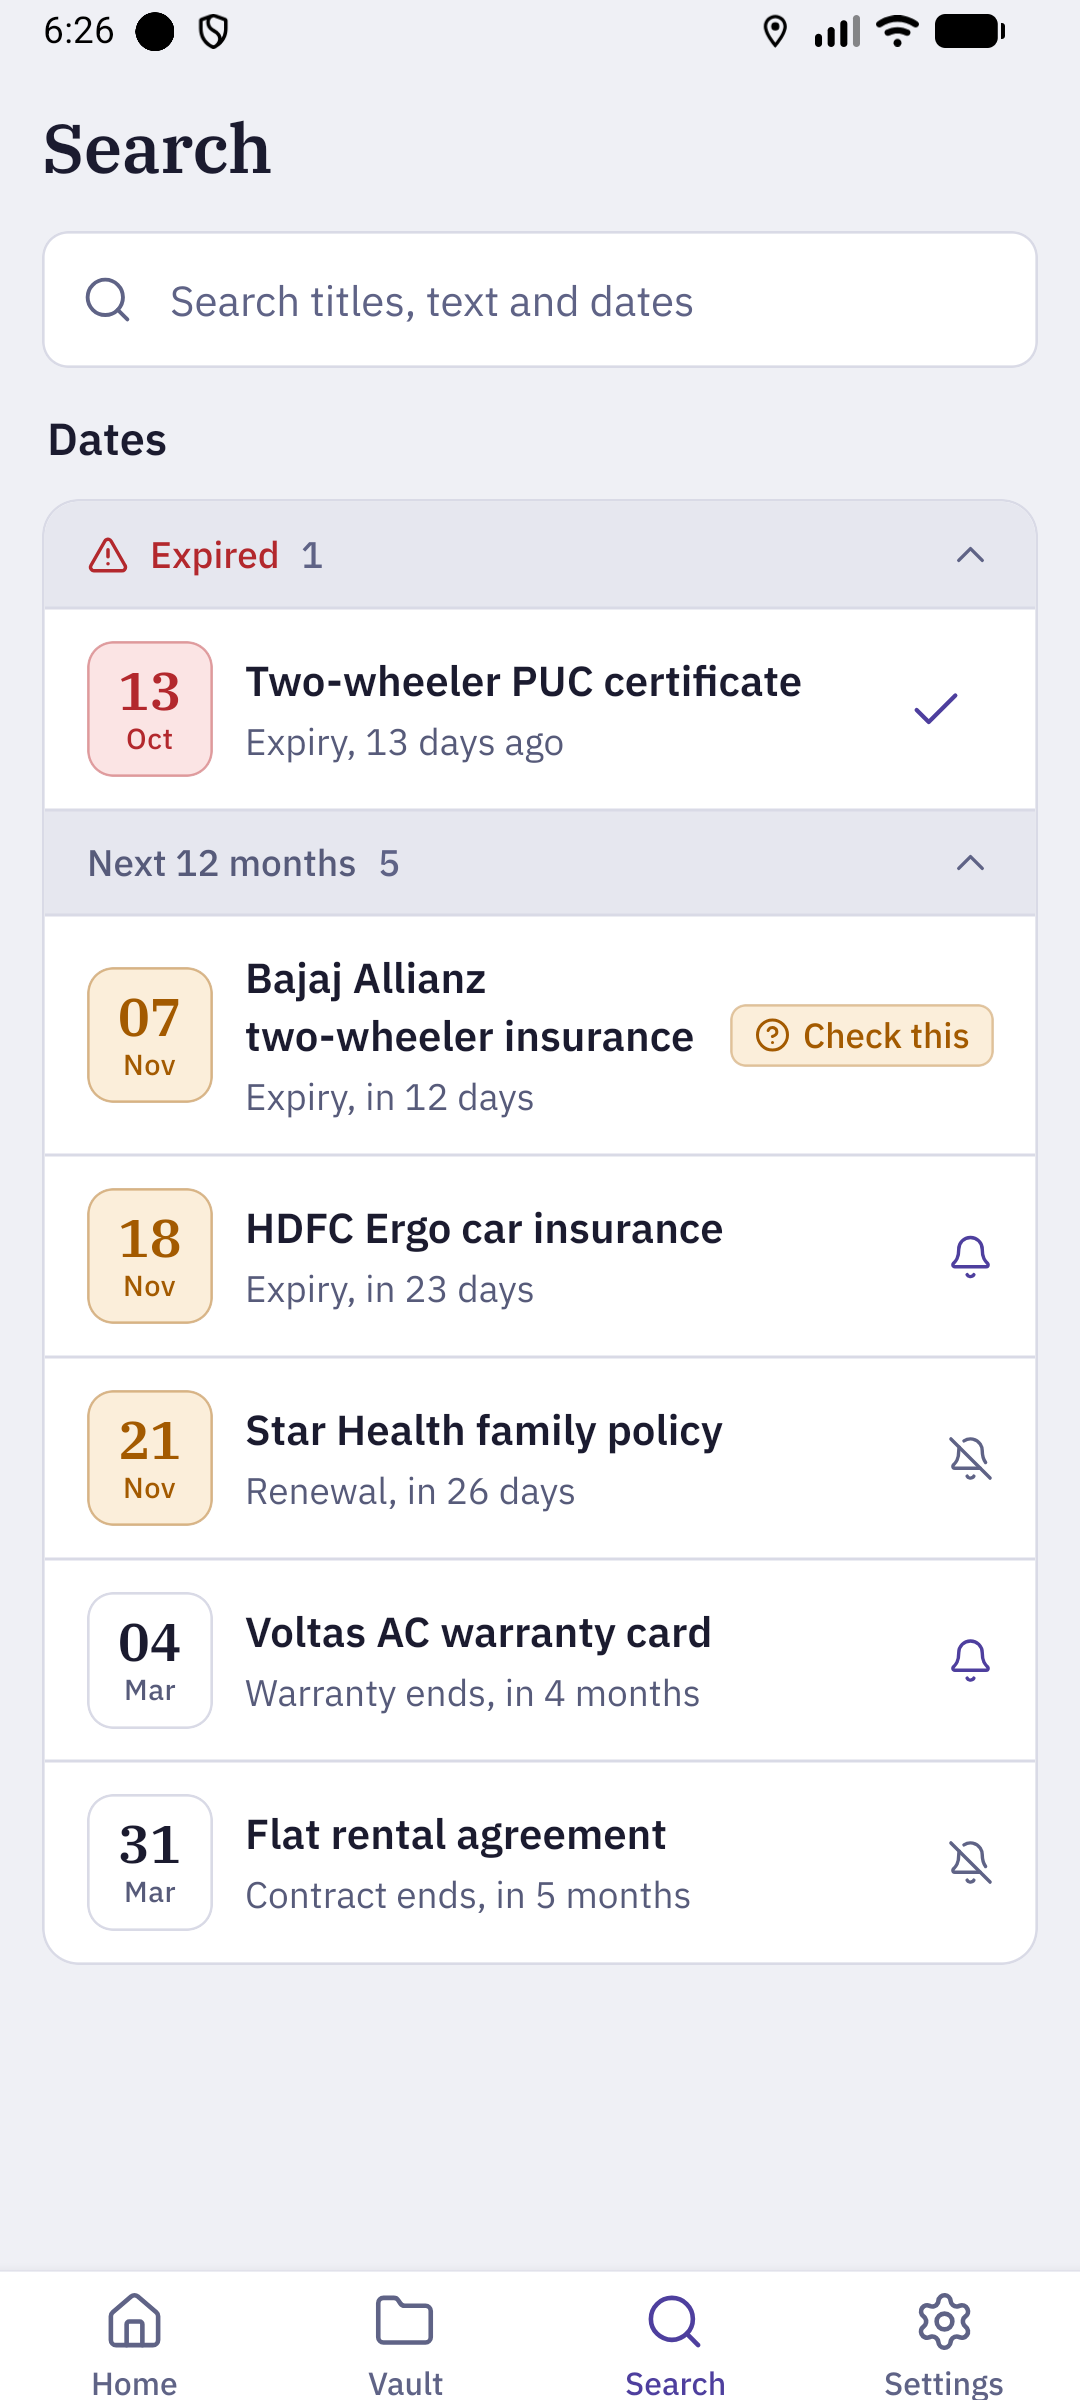 6:26
Search
Search titles, text and dates
Dates
Expired 1
13
Oct
Two-wheeler PUC certificate
Expiry, 13 days ago
Next 12 months 5
07
Nov
Bajaj Allianz
two-wheeler insurance
Expiry, in 12 days
Check this
18
Nov
HDFC Ergo car insurance
Expiry, in 23 days
21
Nov
Star Health family policy
Renewal, in 26 days
04
Mar
Voltas AC warranty card
Warranty ends, in 4 months
31
Mar
Flat rental agreement
Contract ends, in 5 months
Home
Vault
Search
Settings